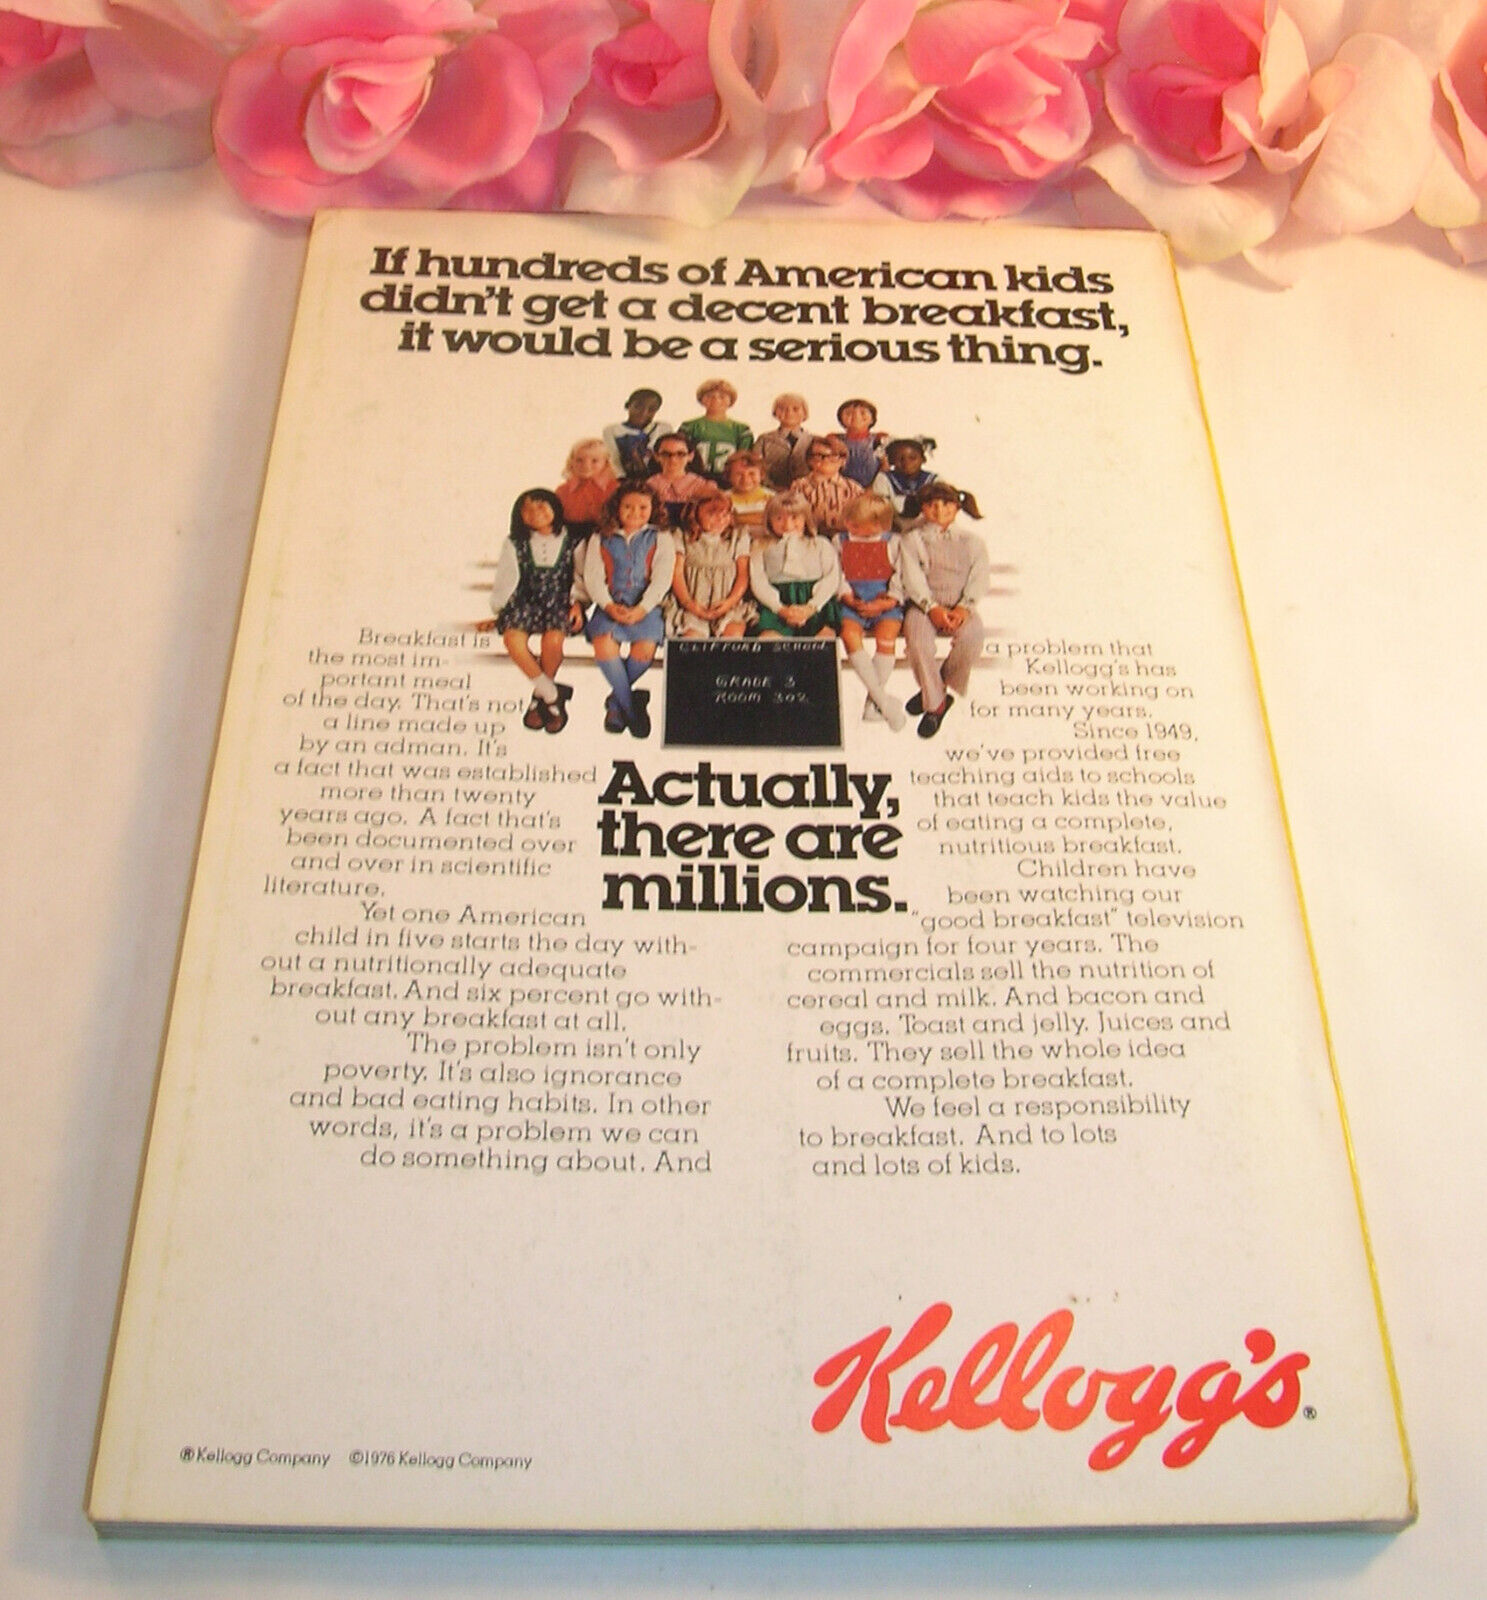 If hundreds of American kids
didn't get a decent breakfast,
it would be a serious thing.
CLIFFORD SCHOOL
GRADE 3
ROOM 302
12
Actually,
there are
millions.
Breakfast is
the most im-
portant meal
of the day. That's not
a line made up
by an adman. It's
a fact that was established
more than twenty
years ago. A fact that's
been documented over
and over in scientific
literature.
Yet one American
child in five starts the day with-
out a nutritionally adequate
breakfast. And six percent go with-
out any breakfast at all.
The problem isn't only
poverty. It's also ignorance
and bad eating habits. In other
words, it's a problem we can
do something about. And
a problem that
Kellogg's has
been working on
for many years.
Since 1949,
we've provided free
teaching aids to schools
that teach kids the value
of eating a complete,
nutritious breakfast.
Children have
been watching our
"good breakfast" television
campaign for four years. The
commercials sell the nutrition of
cereal and milk. And bacon and
eggs. Toast and jelly. Juices and
fruits. They sell the whole idea
of a complete breakfast.
We feel a responsibility
to breakfast. And to lots
and lots of kids.
Kellogg's®
® Kellogg Company ©1976 Kellogg Company